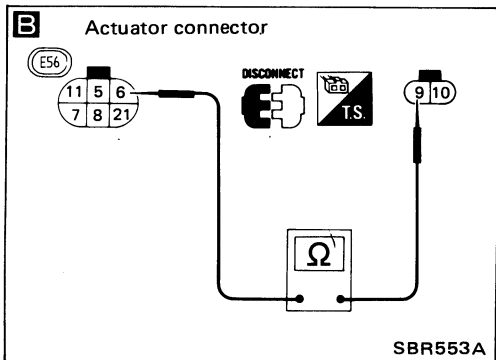 B Actuator connector
E56
DISCONNECT
T.S.
11 5 6
7 8 21
9 10
Ω
SBR553A